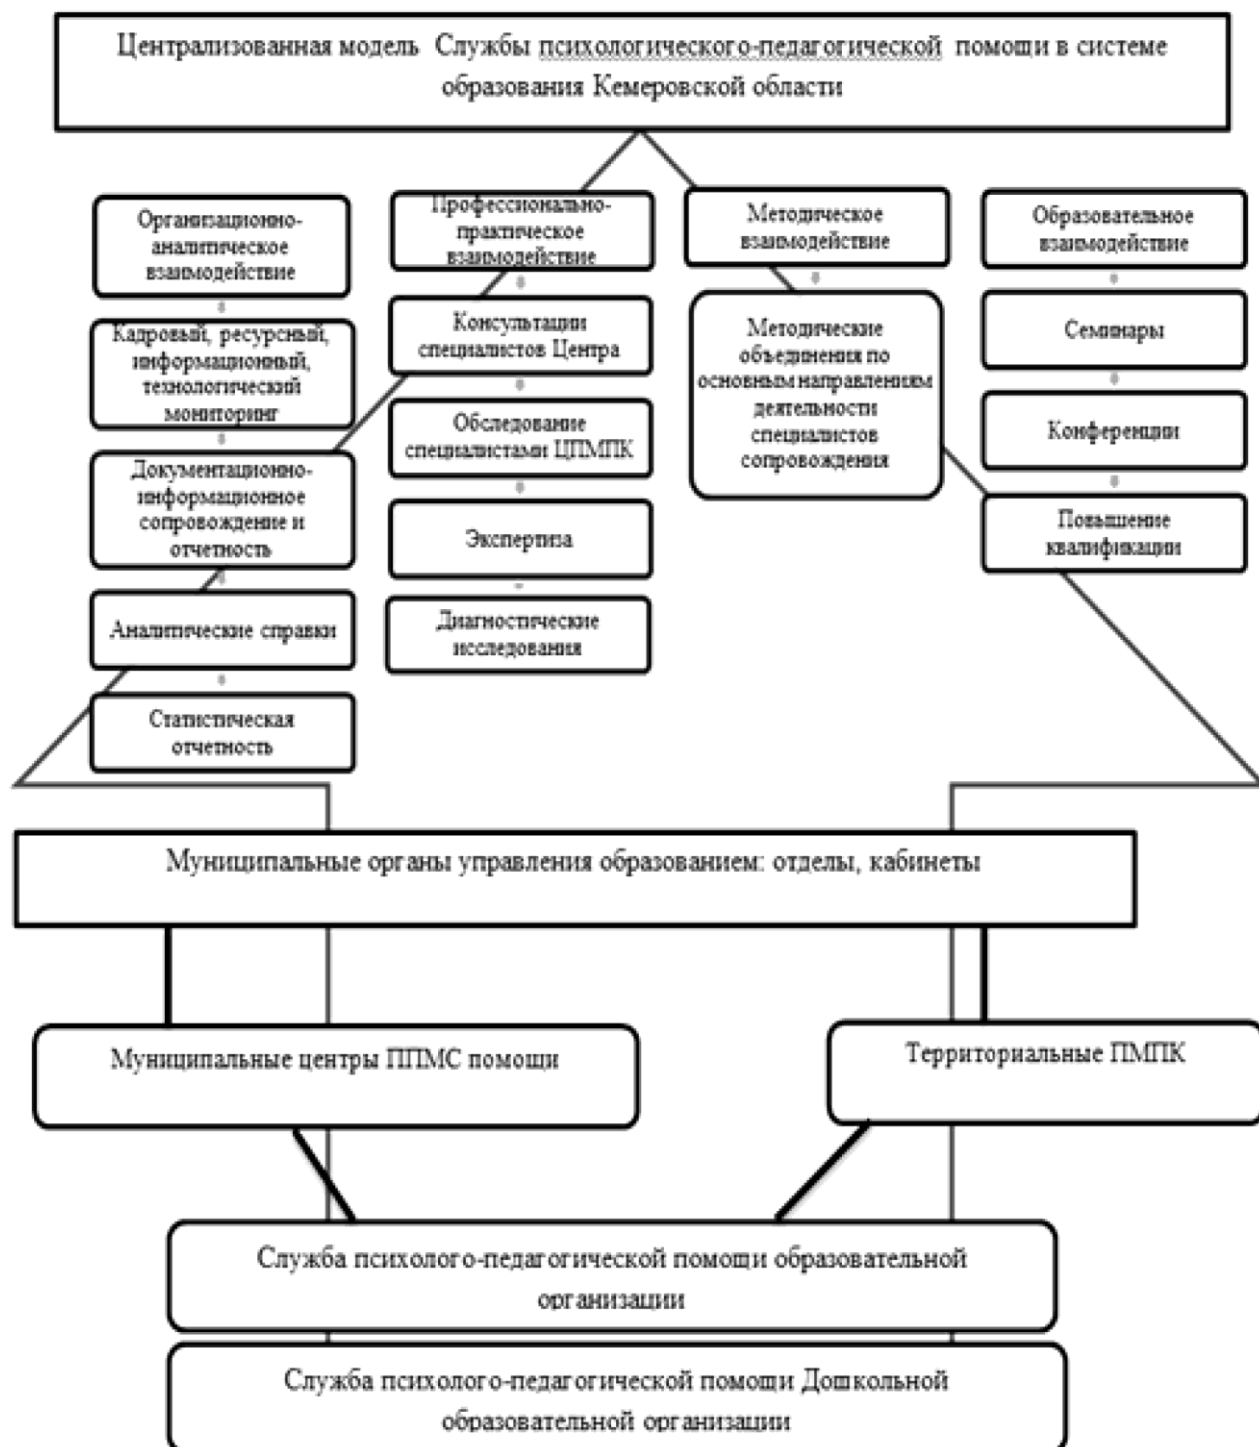 Централизованная модель Службы психологического-педагогической помощи в системе
образования Кемеровской области
Организационно-
аналитическое
взаимодействие
Кадровый, ресурсный,
информационный,
технологический
мониторинг
Документационно-
информационное
сопровождение и
отчетность
Аналитические справки
Статистическая
отчетность
Профессионально-
практическое
взаимодействие
Консультации
специалистов Центра
Обследование
специалистами ЦПМПК
Экспертиза
Диагностические
исследования
Методическое
взаимодействие
Методические
объединения по
основным направлениям
деятельности
специалистов
сопровождения
Образовательное
взаимодействие
Семинары
Конференции
Повышение
квалификации
Муниципальные органы управления образованием: отделы, кабинеты
Муниципальные центры ППМС помощи
Территориальные ПМПК
Служба психолого-педагогической помощи образовательной
организации
Служба психолого-педагогической помощи Дошкольной
образовательной организации